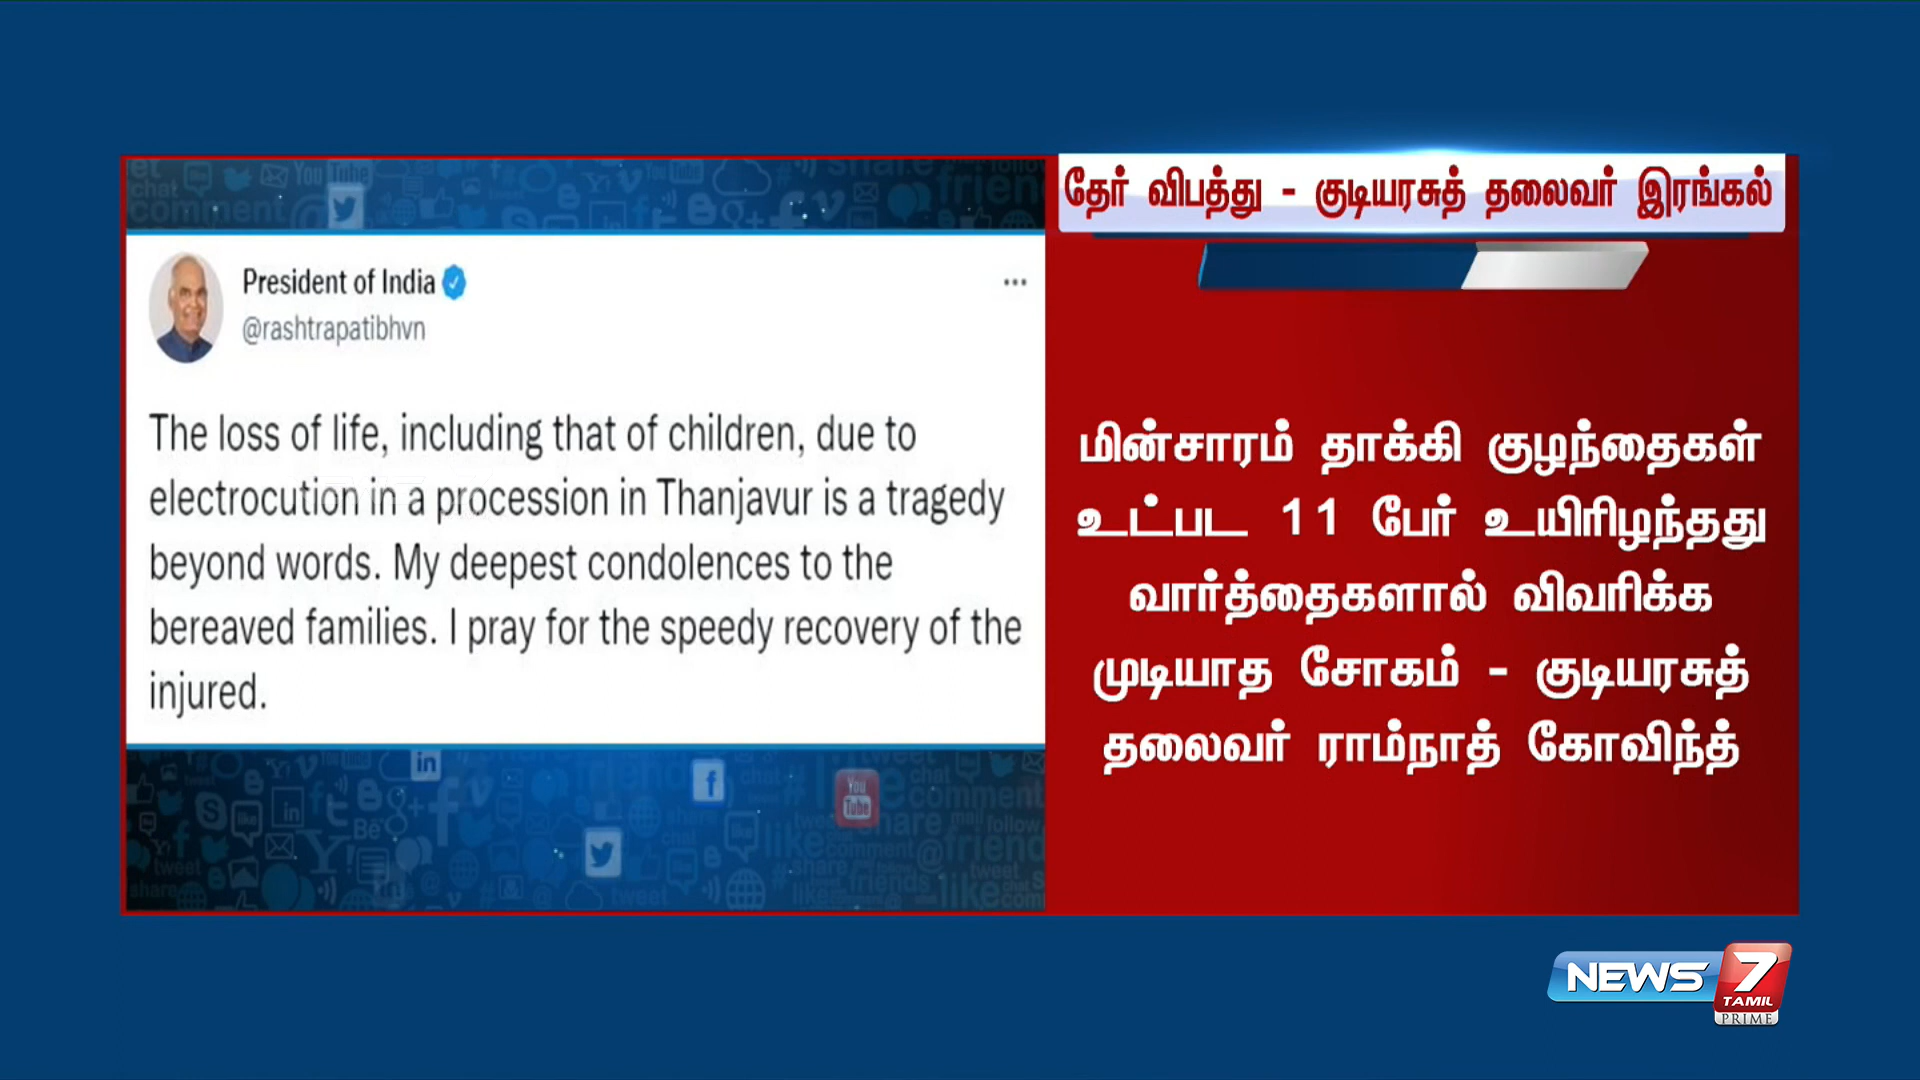 President of India
@rashtrapatibhvn
The loss of life, including that of children, due to
electrocution in a procession in Thanjavur is a tragedy
beyond words. My deepest condolences to the
bereaved families. I pray for the speedy recovery of the
injured.
தேர் விபத்து - குடியரசுத் தலைவர் இரங்கல்
மின்சாரம் தாக்கி குழந்தைகள்
உட்பட 11 பேர் உயிரிழந்தது
வார்த்தைகளால் விவரிக்க
முடியாத சோகம் - குடியரசுத்
தலைவர் ராம்நாத் கோவிந்த்
NEWS 7
TAMIL
PRIME